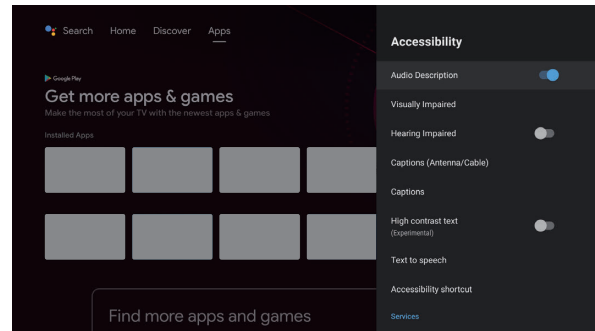 Search Home Discover Apps
Google Play
Get more apps & games
Make the most of your TV with the newest apps & games
Installed Apps
Find more apps and games
Accessibility
Audio Description
Visually Impaired
Hearing Impaired
Captions (Antenna/Cable)
Captions
High contrast text
(Experimental)
Text to speech
Accessibility shortcut
Services